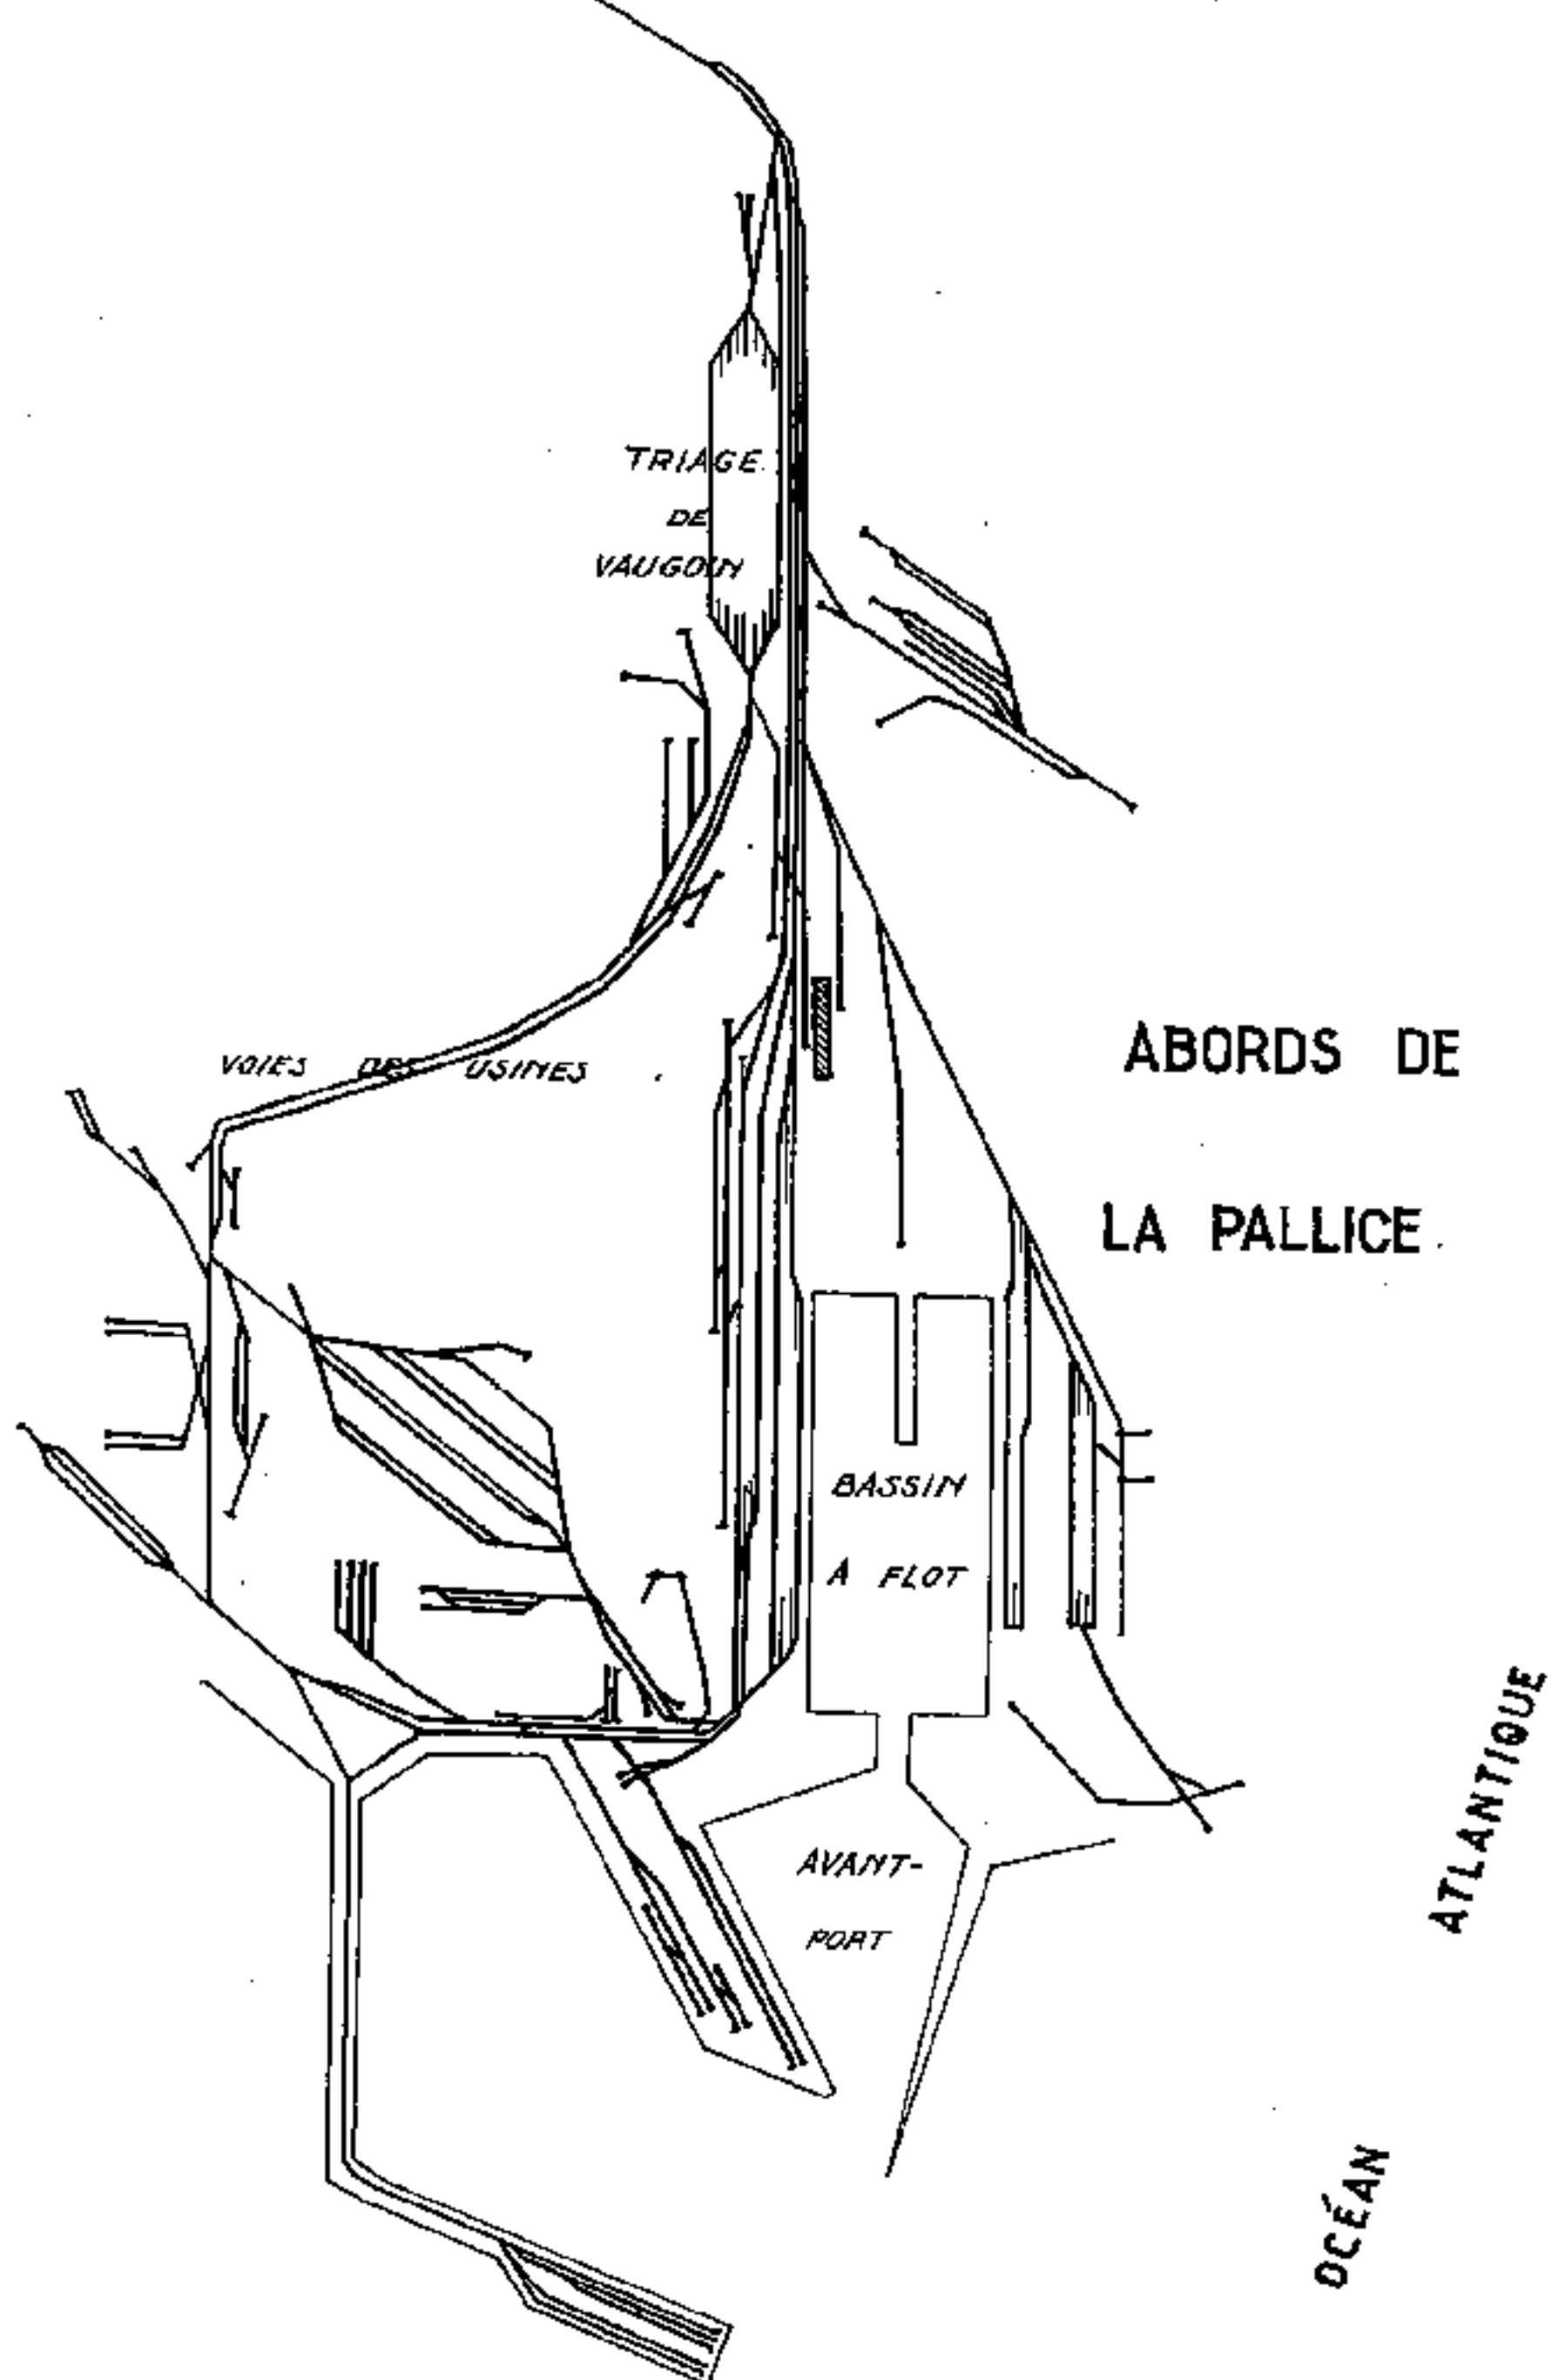 TRIAGE
DE
VAUGOIN
VOIES DES USINES
ABORDS DE
LA PALLICE
BASSIN
A FLOT
AVANT-
PORT
OCÉAN ATLANTIQUE